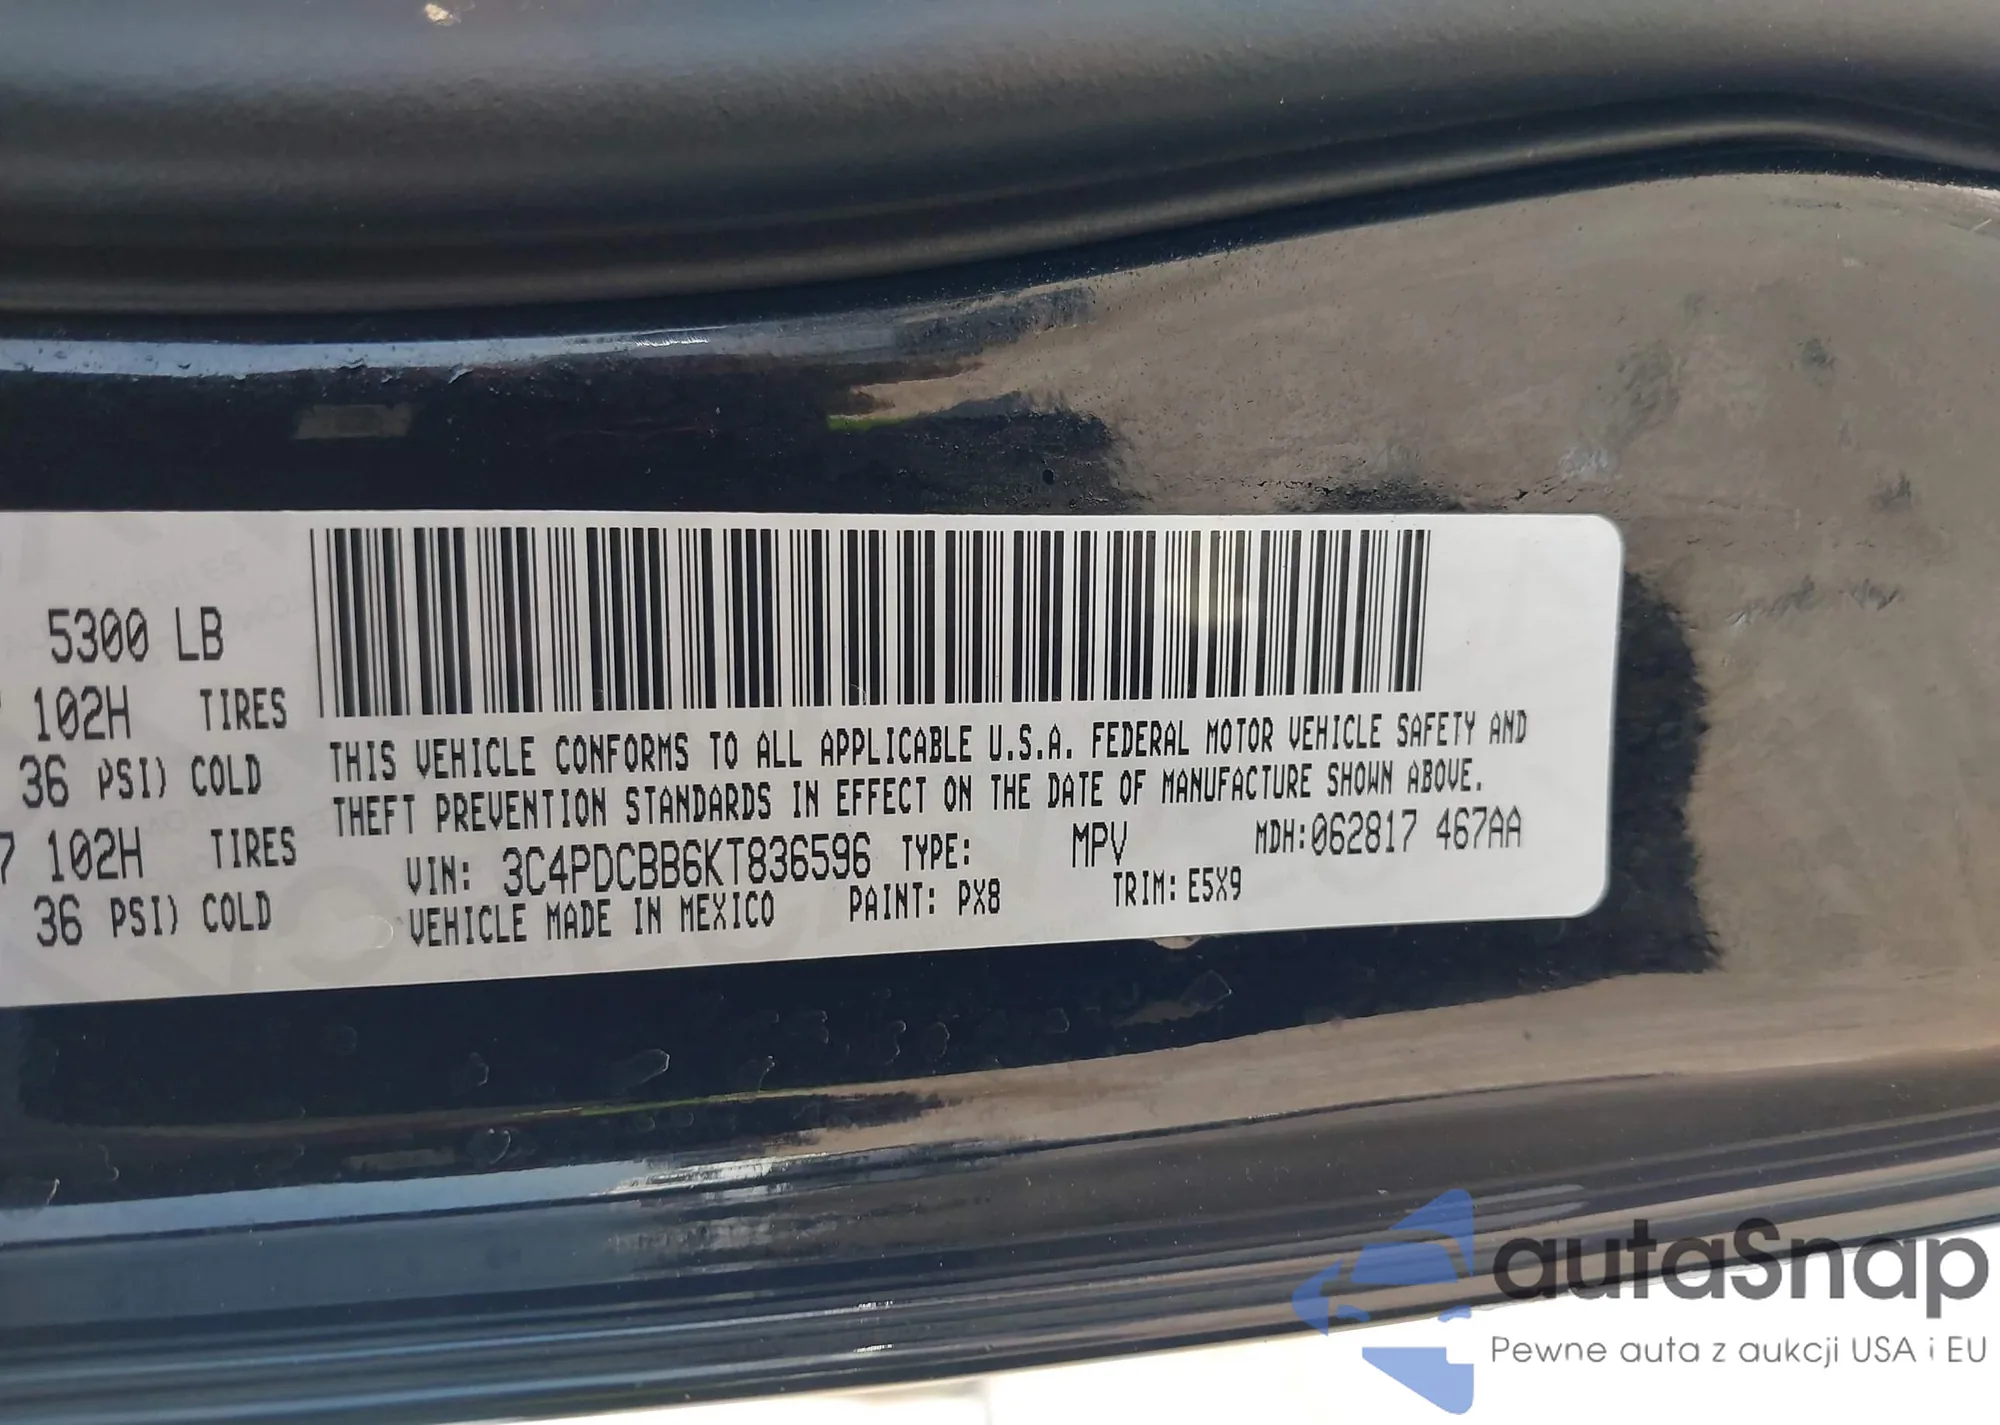 5300 LB
102H TIRES
36 PSI) COLD
7 102H TIRES
36 PSI) COLD
THIS VEHICLE CONFORMS TO ALL APPLICABLE U.S.A. FEDERAL MOTOR VEHICLE SAFETY AND
THEFT PREVENTION STANDARDS IN EFFECT ON THE DATE OF MANUFACTURE SHOWN ABOVE.
VIN: 3C4PDCBB6KT836596 TYPE: MPV MDH:062817 467AA
VEHICLE MADE IN MEXICO PAINT: PX8 TRIM: E5X9
autaSnap
Pewne auta z aukcji USA i EU